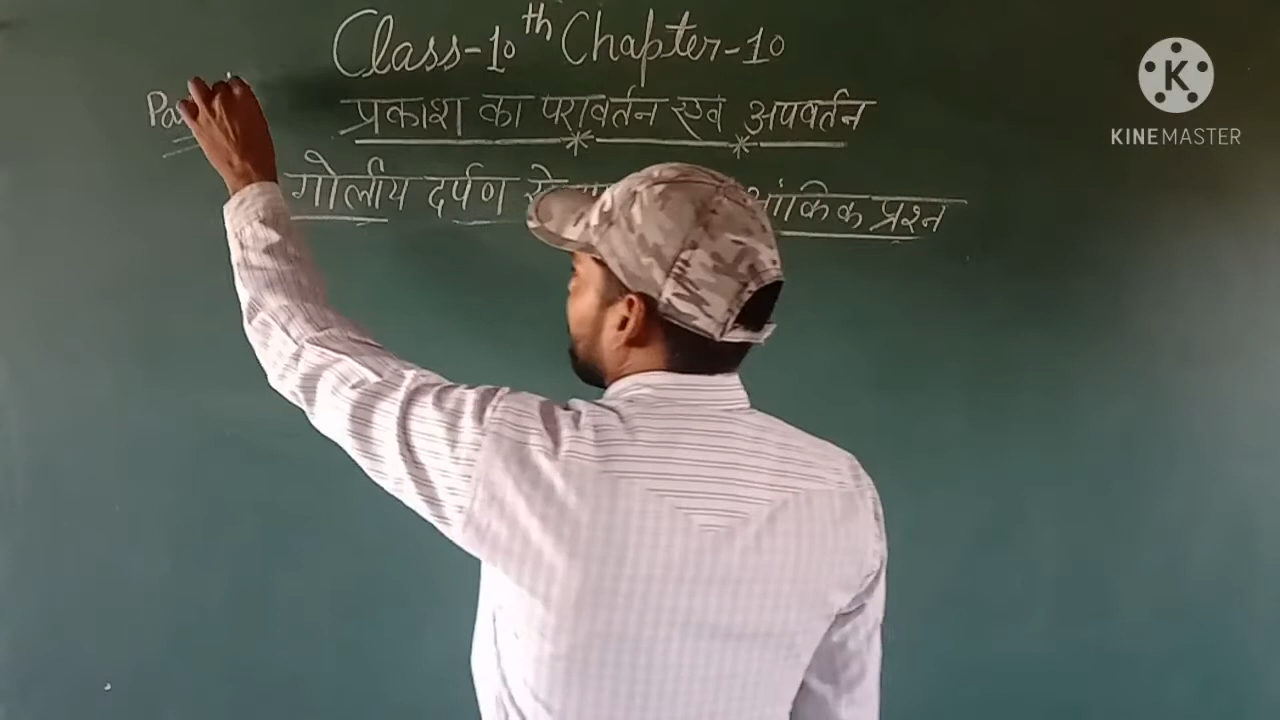 Class-10th Chapter-10
प्रकाश का परावर्तन एवं अपवर्तन
गोलीय दर्पण आंकिक प्रश्न
KINEMASTER